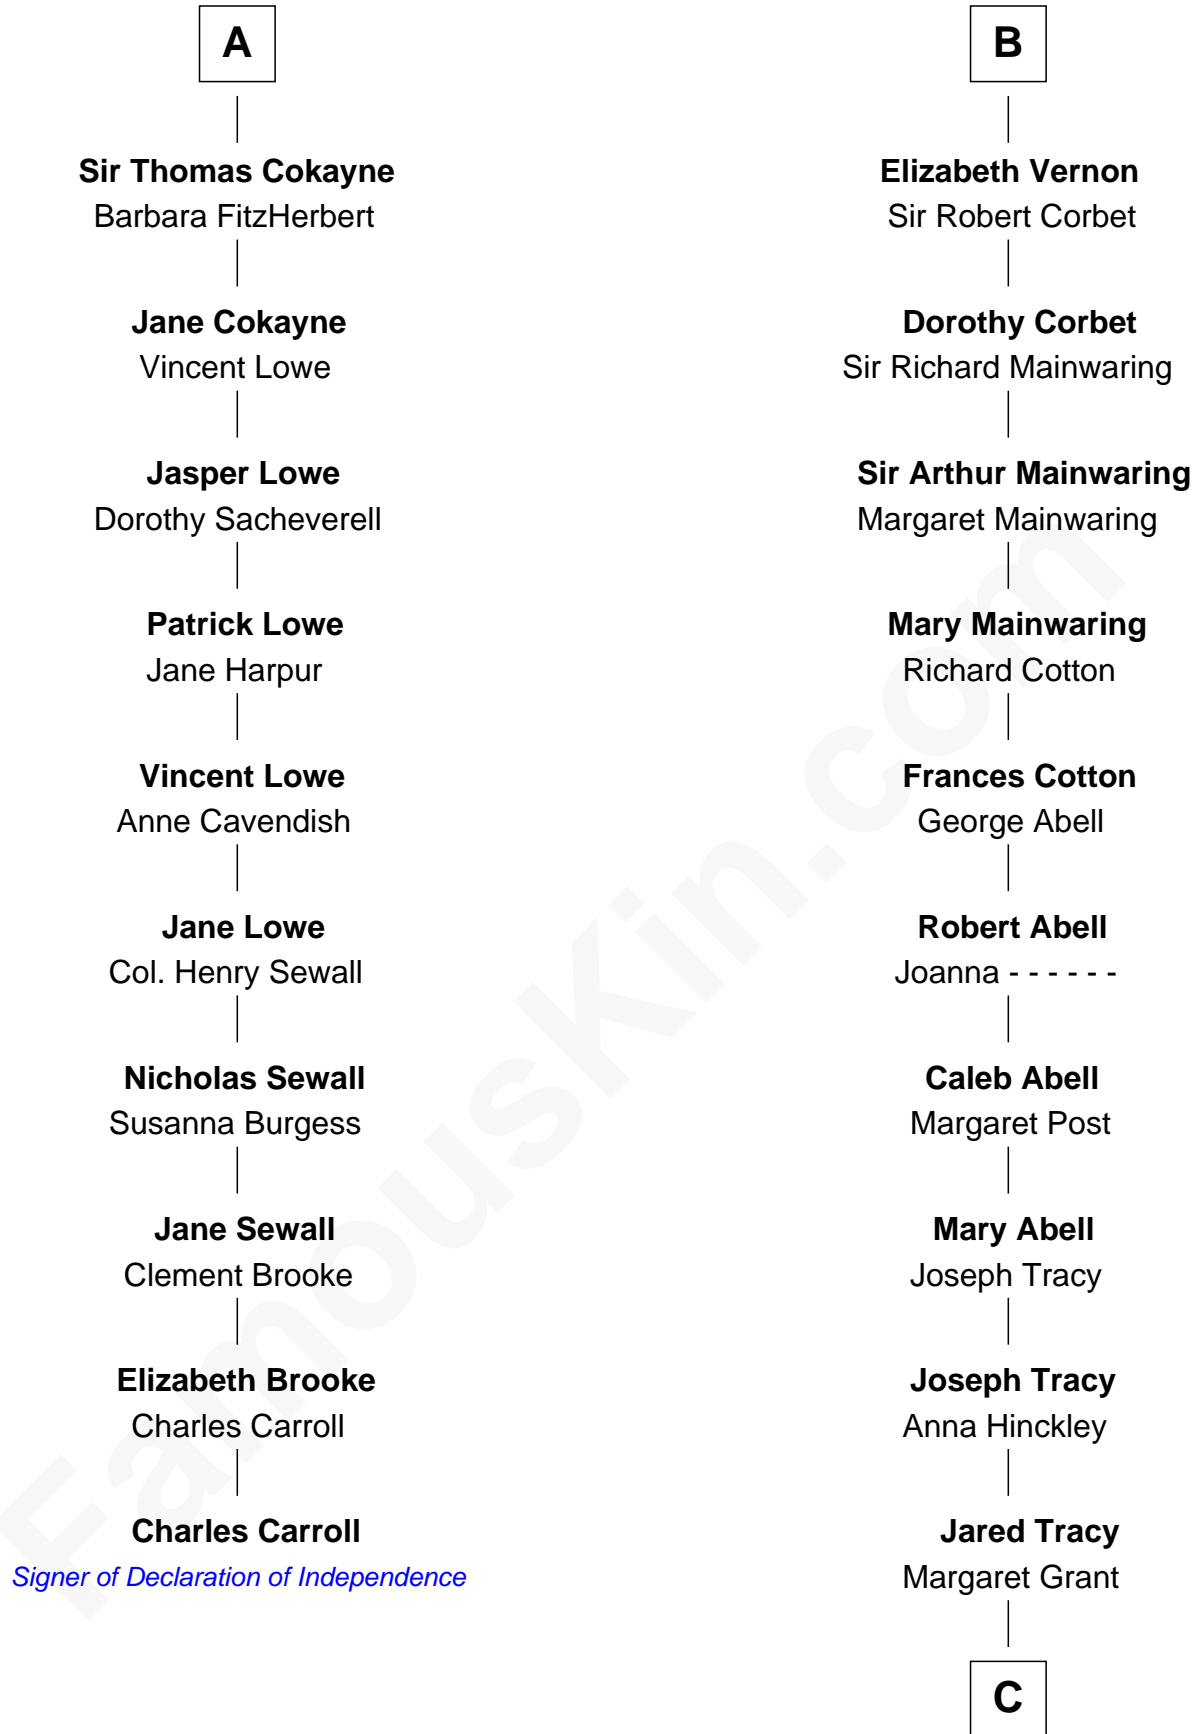 A
Sir Thomas Cokayne
Barbara FitzHerbert
Jane Cokayne
Vincent Lowe
Jasper Lowe
Dorothy Sacheverell
Patrick Lowe
Jane Harpur
Vincent Lowe
Anne Cavendish
Jane Lowe
Col. Henry Sewall
Nicholas Sewall
Susanna Burgess
Jane Sewall
Clement Brooke
Elizabeth Brooke
Charles Carroll
Charles Carroll
Signer of Declaration of Independence
B
Elizabeth Vernon
Sir Robert Corbet
Dorothy Corbet
Sir Richard Mainwaring
Sir Arthur Mainwaring
Margaret Mainwaring
Mary Mainwaring
Richard Cotton
Frances Cotton
George Abell
Robert Abell
Joanna - - - - - -
Caleb Abell
Margaret Post
Mary Abell
Joseph Tracy
Joseph Tracy
Anna Hinckley
Jared Tracy
Margaret Grant
C
FamousKin.com